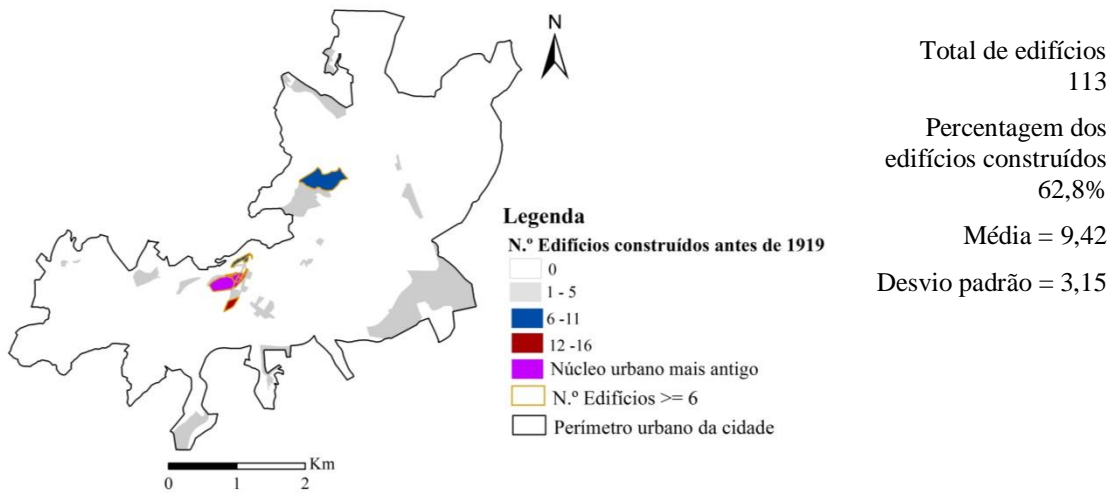 N
Total de edifícios
113
Percentagem dos
edifícios construídos
62,8%
Média = 9,42
Desvio padrão = 3,15
Legenda
N.º Edifícios construídos antes de 1919
0
1 - 5
6 -11
12 -16
Núcleo urbano mais antigo
N.º Edifícios >= 6
Perímetro urbano da cidade
Km
0 1 2